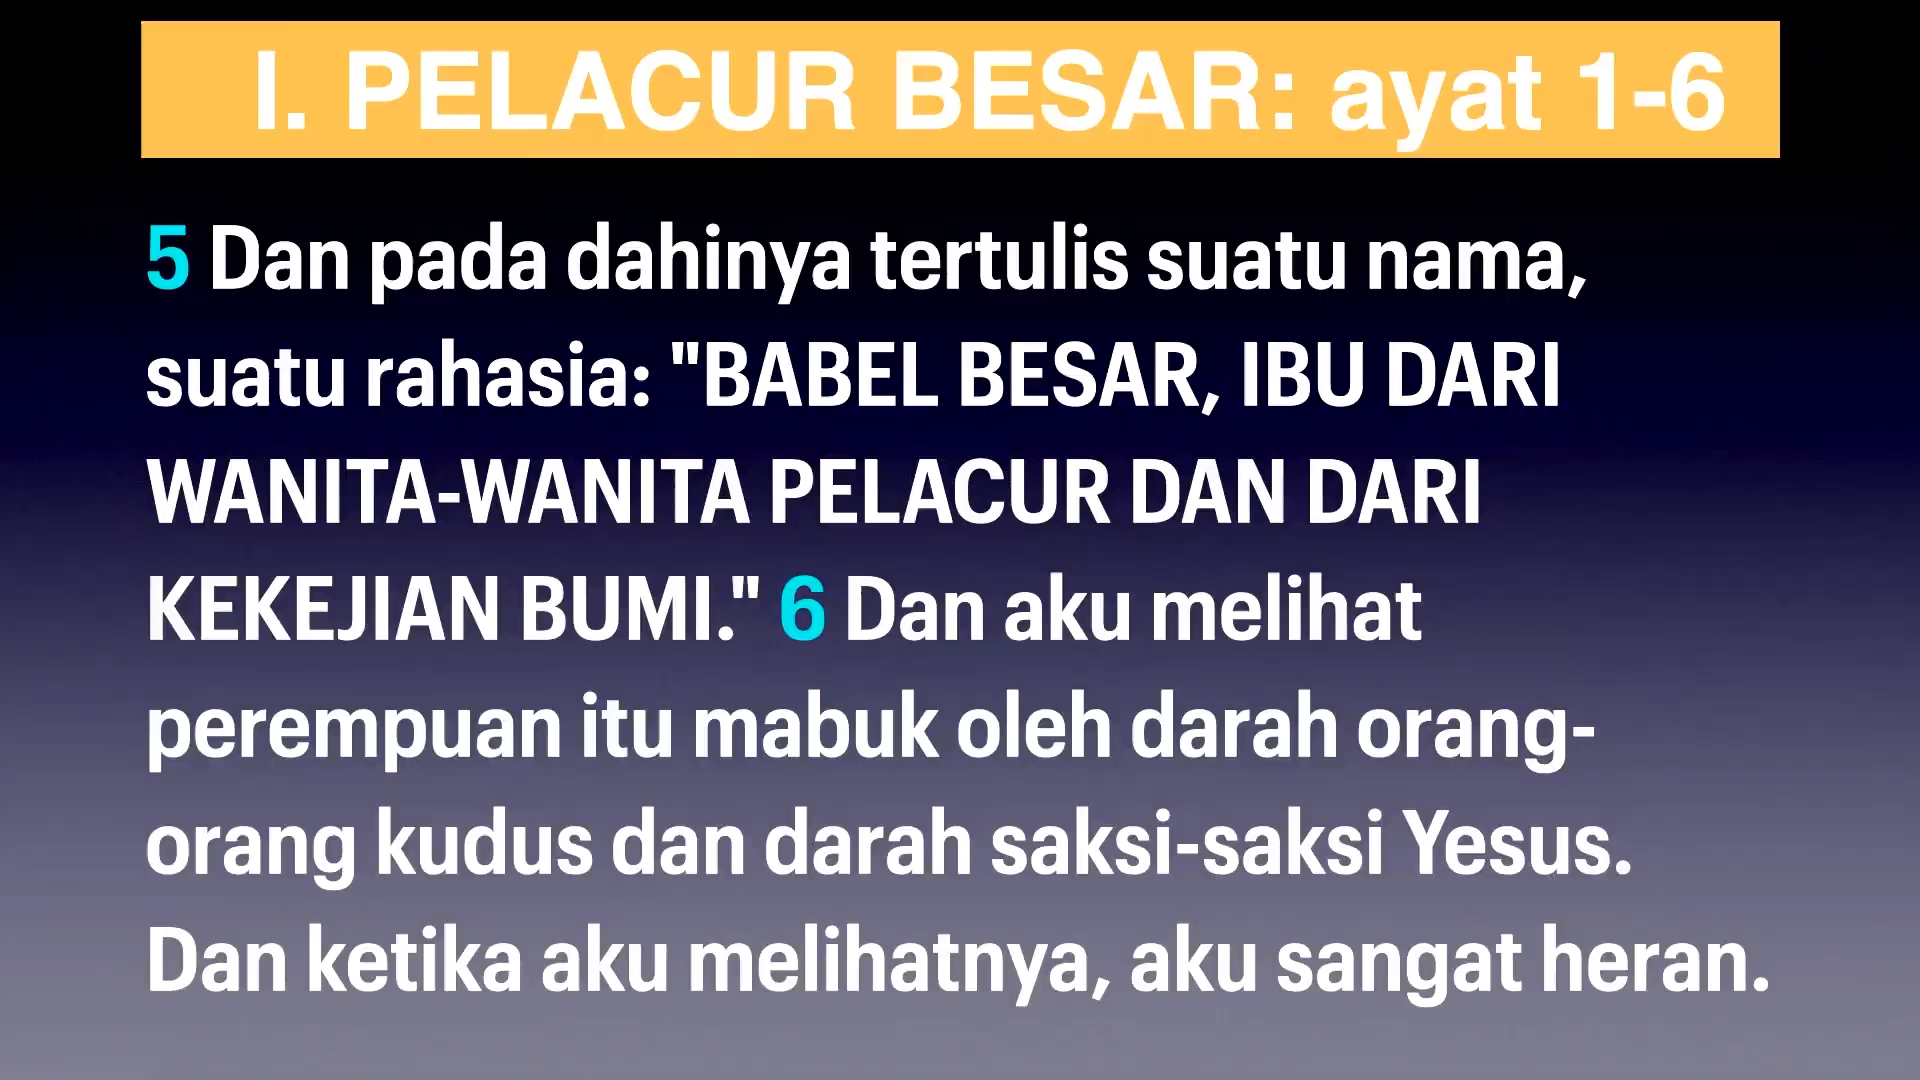 I. PELACUR BESAR: ayat 1-6
5 Dan pada dahinya tertulis suatu nama,
suatu rahasia: "BABEL BESAR, IBU DARI
WANITA-WANITA PELACUR DAN DARI
KEKEJIAN BUMI." 6 Dan aku melihat
perempuan itu mabuk oleh darah orang-
orang kudus dan darah saksi-saksi Yesus.
Dan ketika aku melihatnya, aku sangat heran.